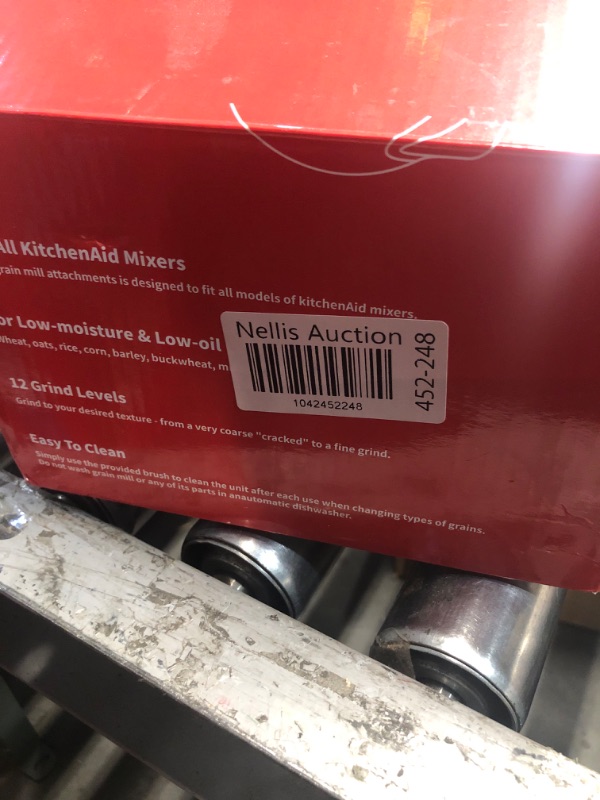 All KitchenAid Mixers
rain mill attachments is designed to fit all models of kitchenAid mixers.
or Low-moisture & Low-oil
Wheat, oats, rice, corn, barley, buckwheat, m
Nellis Auction
1042452248
452-248
12 Grind Levels
Grind to your desired texture - from a very coarse "cracked" to a fine grind.
Easy To Clean
Simply use the provided brush to clean the unit after each use when changing types of grains.
Do not wash grain mill or any of its parts in anautomatic dishwasher.